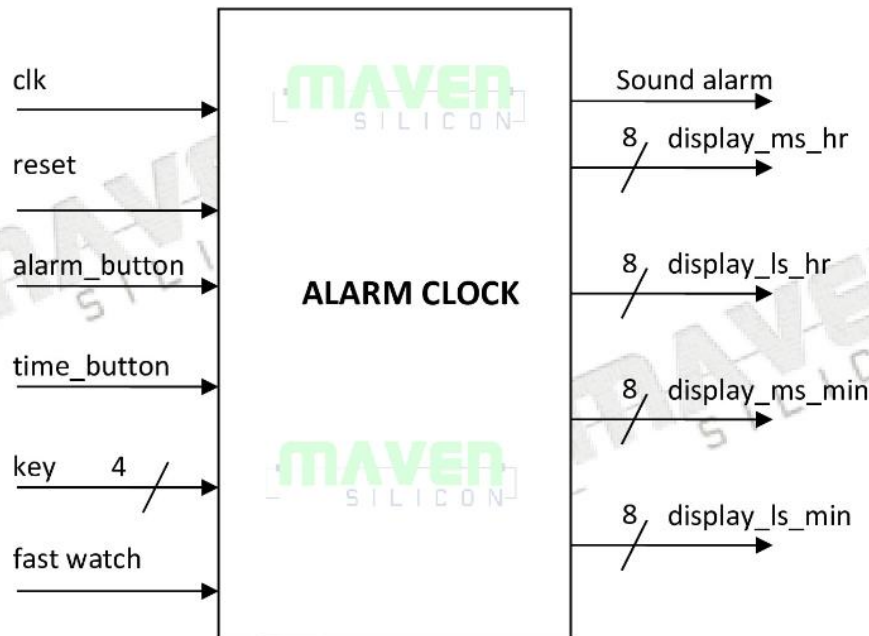 clk
reset
alarm_button
time_button
key 4
fast watch
MAVEN
SILICON
ALARM CLOCK
MAVEN
SILICON
Sound alarm
8 display_ms_hr
8 display_ls_hr
8 display_ms_min
8 display_ls_min